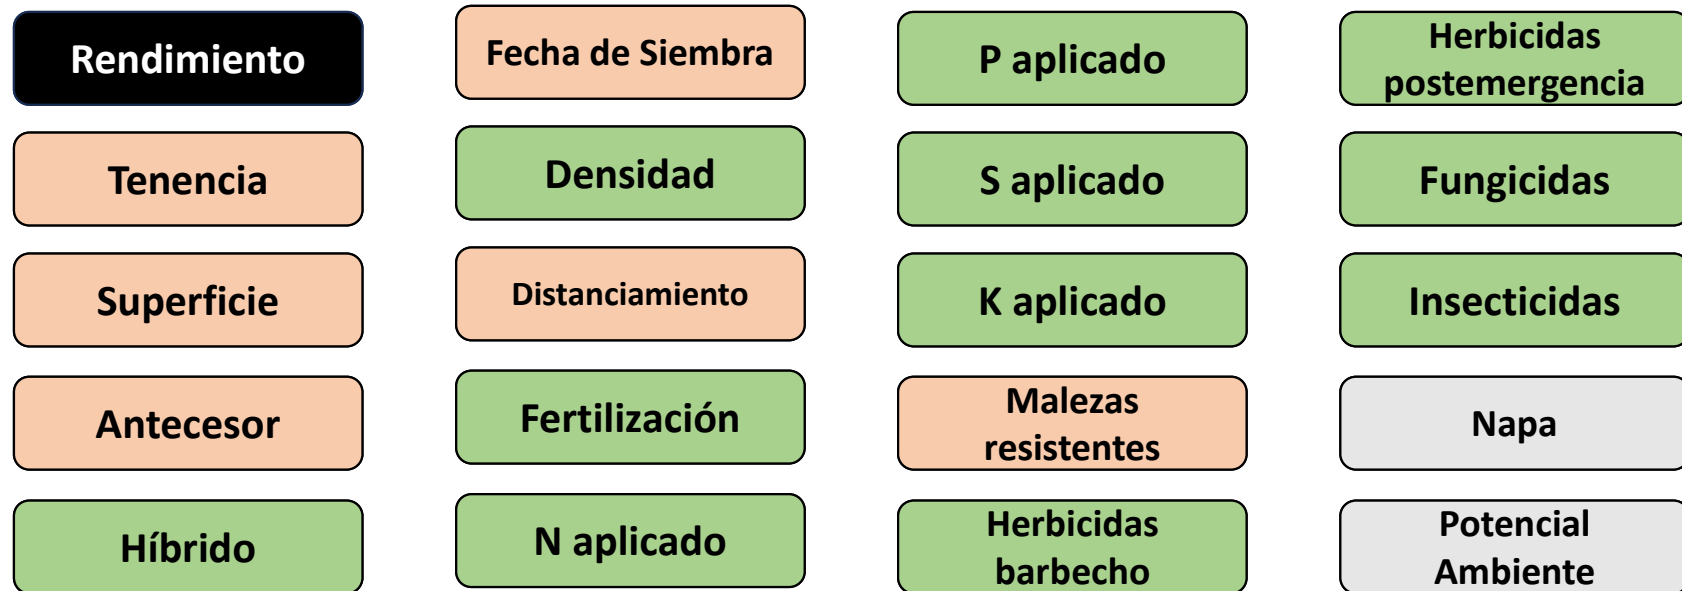 Rendimiento
Tenencia
Superficie
Antecesor
Híbrido
Fecha de Siembra
Densidad
Distanciamiento
Fertilización
N aplicado
P aplicado
S aplicado
K aplicado
Malezas
resistentes
Herbicidas
barbecho
Herbicidas
postemergencia
Fungicidas
Insecticidas
Napa
Potencial
Ambiente